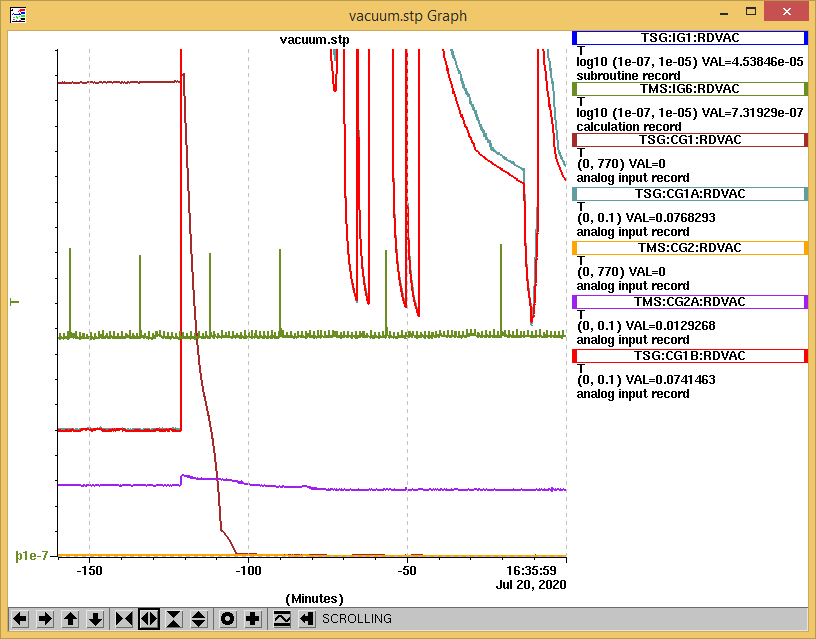 vacuum.stp Graph
vacuum.stp
T
1e-7
-150
-100
-50
16:35:59
Jul 20, 2020
(Minutes)
TSG:IG1:RDVAC
T
log10 (1e-07, 1e-05) VAL=4.53846e-05
subroutine record
TMS:IG6:RDVAC
T
log10 (1e-07, 1e-05) VAL=7.31929e-07
calculation record
TSG:CG1:RDVAC
T
(0, 770) VAL=0
analog input record
TSG:CG1A:RDVAC
T
(0, 0.1) VAL=0.0768293
analog input record
TMS:CG2:RDVAC
T
(0, 770) VAL=0
analog input record
TMS:CG2A:RDVAC
T
(0, 0.1) VAL=0.0129268
analog input record
TSG:CG1B:RDVAC
T
(0, 0.1) VAL=0.0741463
analog input record
SCROLLING